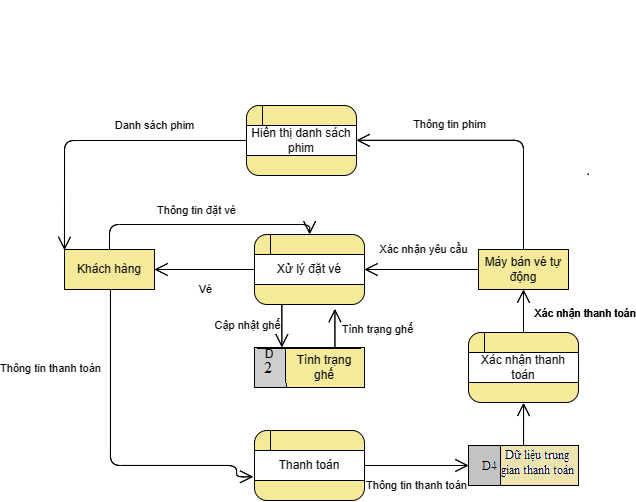 Danh sách phim
Hiển thị danh sách
phim
Thông tin phim
Thông tin đặt vé
Khách hàng
Xử lý đặt vé
Xác nhận yêu cầu
Máy bán vé tự
động
Vé
Cập nhật ghế
Tình trạng ghế
Xác nhận thanh toán
D
2
Tình trạng
ghế
Xác nhận thanh
toán
Thông tin thanh toán
Thanh toán
Thông tin thanh toán
D4
Dữ liệu trung
gian thanh toán